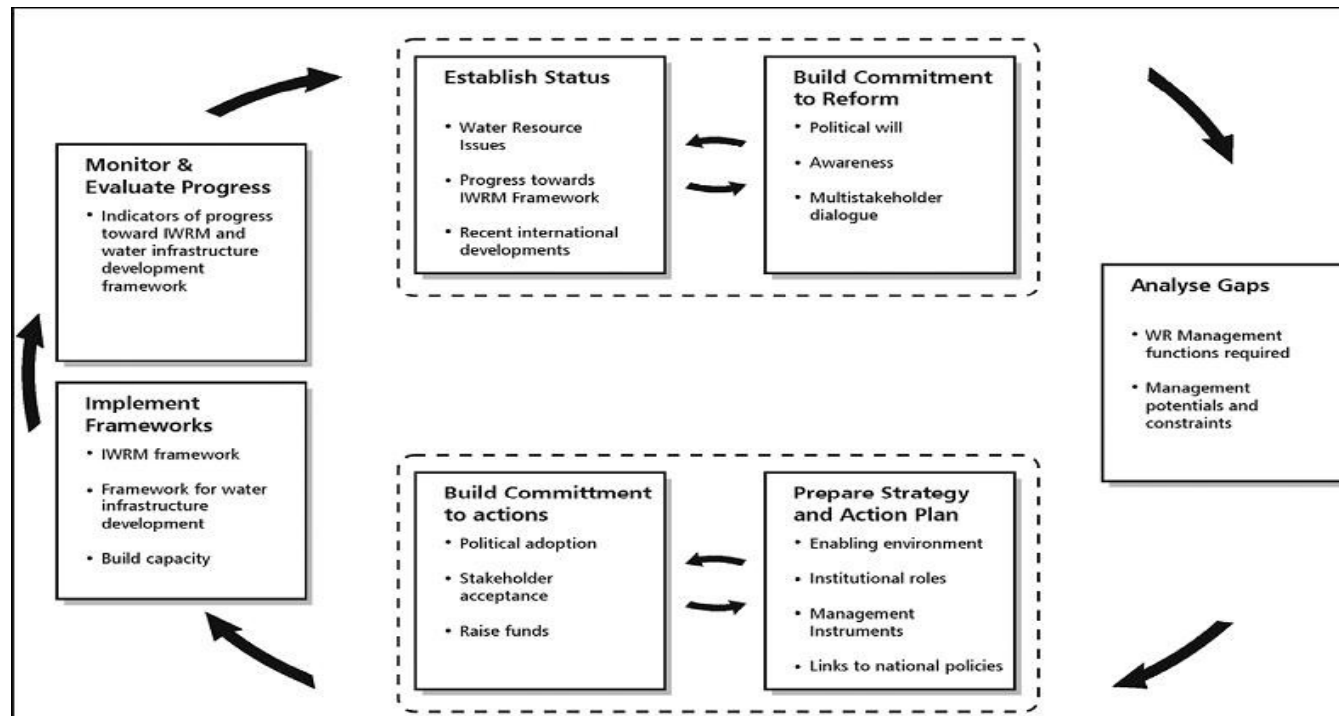 Establish Status
• Water Resource
Issues
• Progress towards
IWRM Framework
• Recent international
developments
Build Commitment
to Reform
• Political will
• Awareness
• Multistakeholder
dialogue
Analyse Gaps
• WR Management
functions required
• Management
potentials and
constraints
Prepare Strategy
and Action Plan
• Enabling environment
• Institutional roles
• Management
Instruments
• Links to national policies
Build Committment
to actions
• Political adoption
• Stakeholder
acceptance
• Raise funds
Implement
Frameworks
• IWRM framework
• Framework for water
infrastructure
development
• Build capacity
Monitor &
Evaluate Progress
• Indicators of progress
toward IWRM and
water infrastructure
development
framework